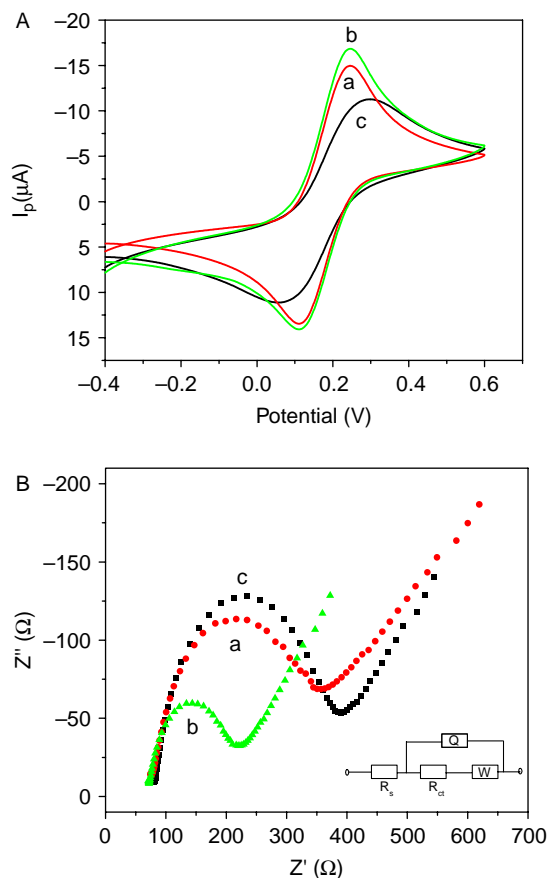 A
b
a
c
−20
−15
−10
−5
0
5
10
15
Ip(μA)
−0.4
−0.2
0.0
0.2
0.4
0.6
Potential (V)
B
c
a
b
−200
−150
−100
−50
0
Z'' (Ω)
Q
Rs
Rct
W
0
100
200
300
400
500
600
700
Z' (Ω)